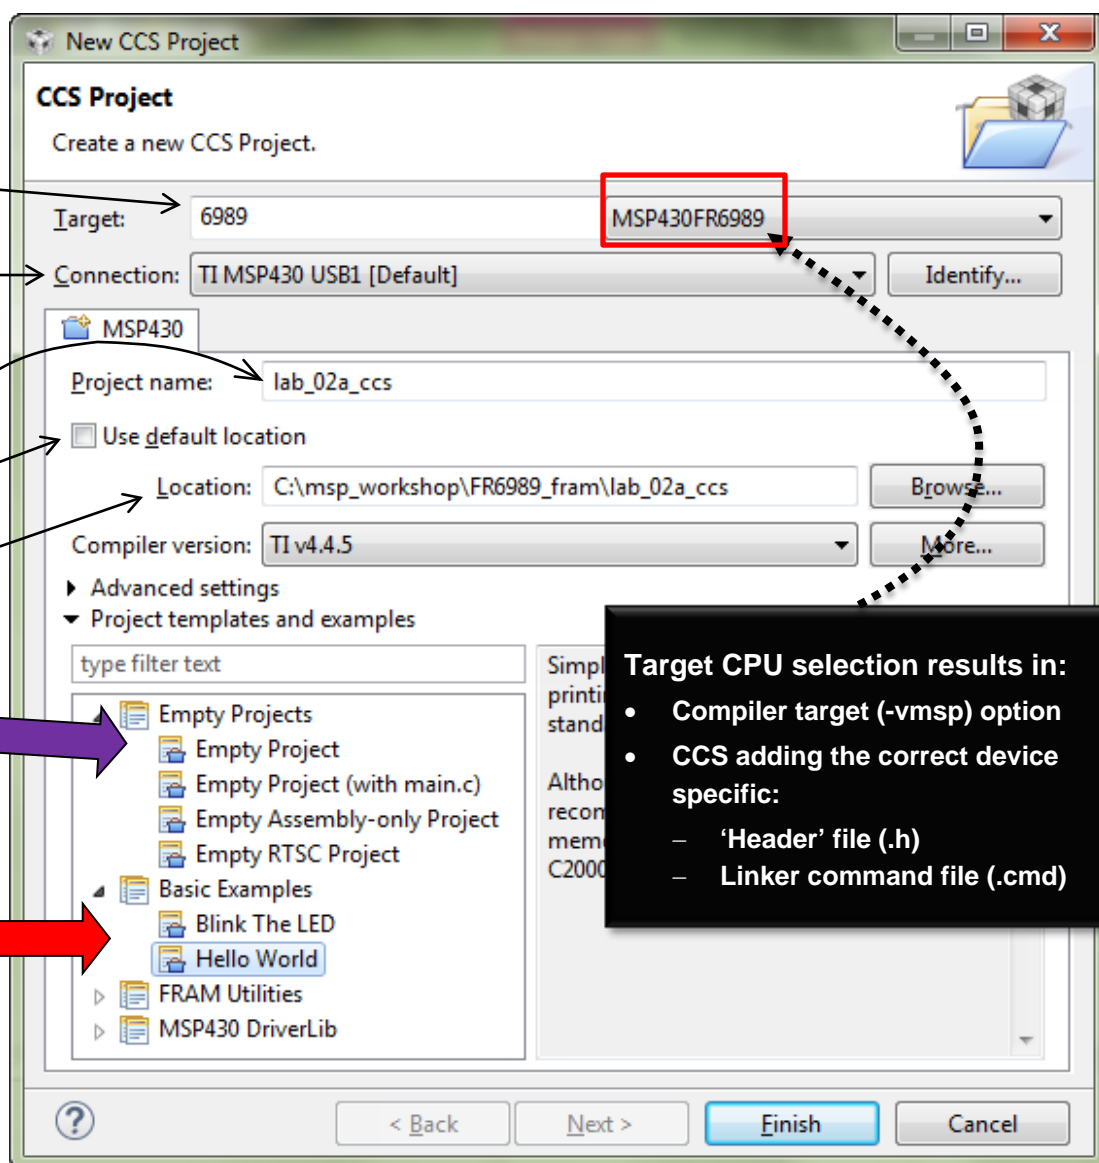 New CCS Project
CCS Project
Create a new CCS Project.
Target: 6989 MSP430FR6989
Connection: TI MSP430 USB1 [Default] Identify...
MSP430
Project name: lab_02a_ccs
Use default location
Location: C:\msp_workshop\FR6989_fram\lab_02a_ccs Browse...
Compiler version: TI v4.4.5 More...
Advanced settings
Project templates and examples
type filter text
Empty Projects
Empty Project
Empty Project (with main.c)
Empty Assembly-only Project
Empty RTSC Project
Basic Examples
Blink The LED
Hello World
FRAM Utilities
MSP430 DriverLib
C2000
Target CPU selection results in:
• Compiler target (-vmsp) option
• CCS adding the correct device
specific:
– ‘Header’ file (.h)
– Linker command file (.cmd)
? < Back Next > Finish Cancel